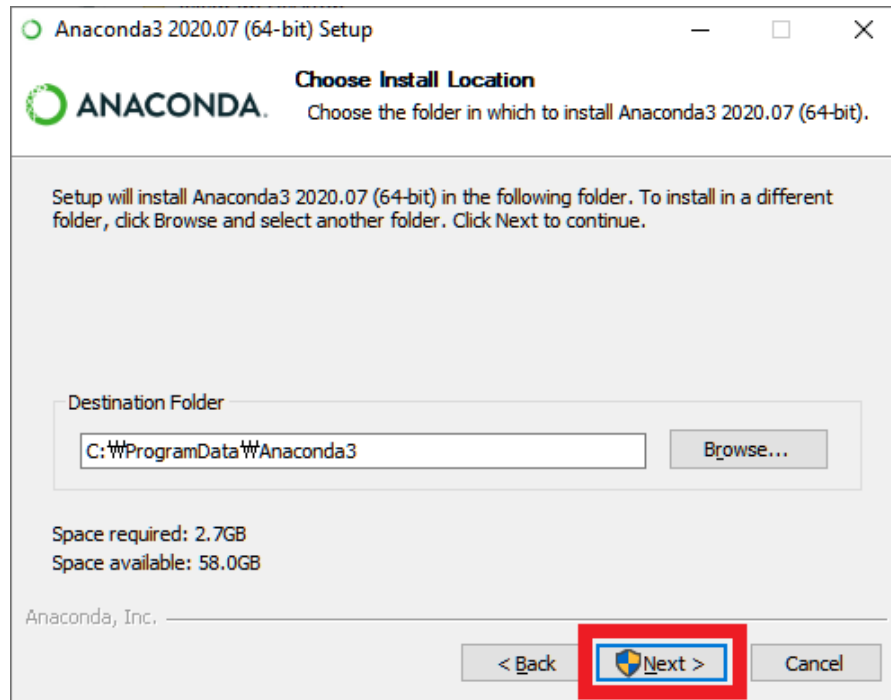 Anaconda3 2020.07 (64-bit) Setup
ANACONDA.
Choose Install Location
Choose the folder in which to install Anaconda3 2020.07 (64-bit).
Setup will install Anaconda3 2020.07 (64-bit) in the following folder. To install in a different
folder, click Browse and select another folder. Click Next to continue.
Destination Folder
C:₩ProgramData₩Anaconda3
Browse...
Space required: 2.7GB
Space available: 58.0GB
Anaconda, Inc.
< Back
Next >
Cancel